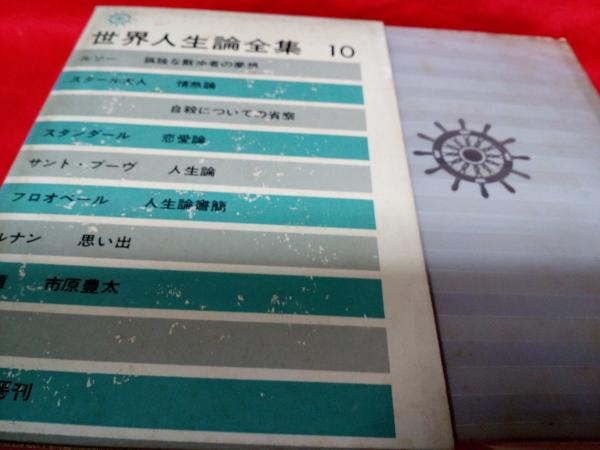 世界人生論全集 10
ルソー 孤独な散歩者の夢想
スタール夫人 情熱論
自殺についての省察
スタンダール 恋愛論
サント・ブーヴ 人生論
フロオベール 人生論書簡
ルナン 思い出
市原豊太
房刊